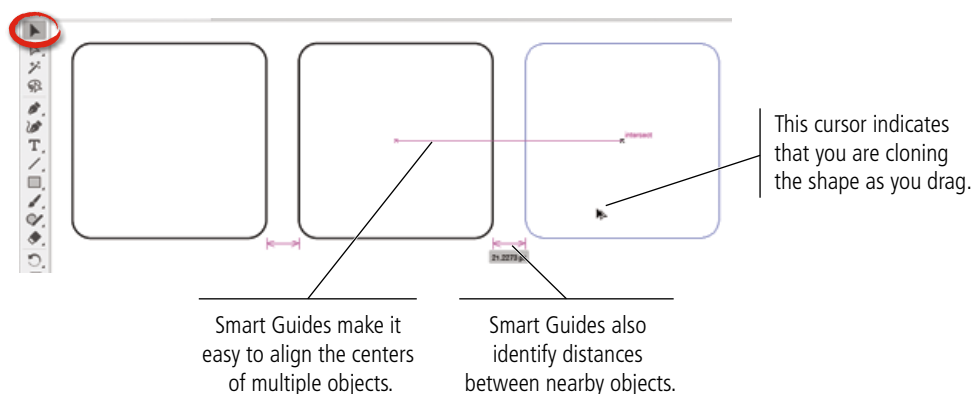 intersect
This cursor indicates
that you are cloning
the shape as you drag.
Smart Guides make it
easy to align the centers
of multiple objects.
Smart Guides also
identify distances
between nearby objects.